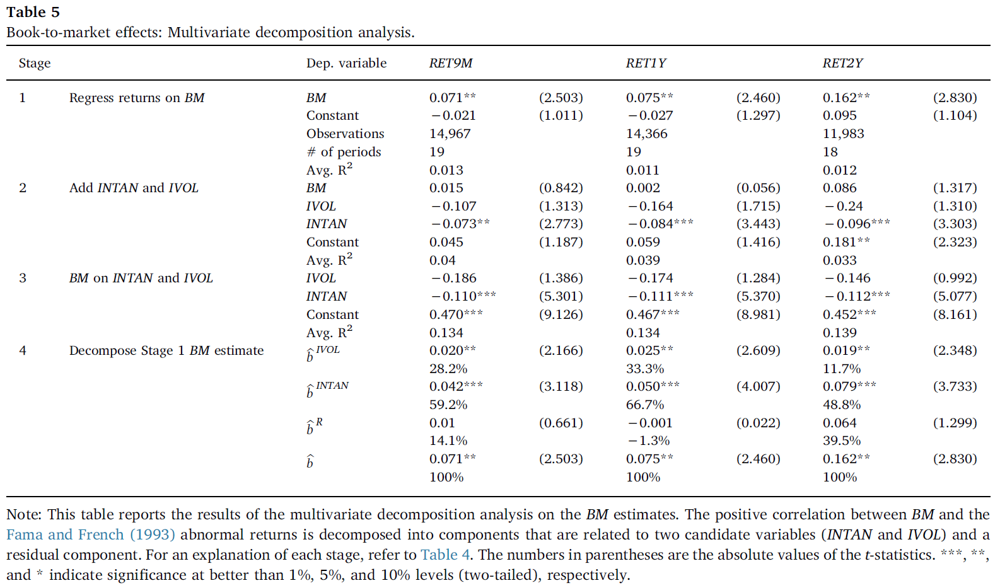 Table 5
Book-to-market effects: Multivariate decomposition analysis.
Stage Dep. variable RET9M RET1Y RET2Y
1 Regress returns on BM BM 0.071** (2.503) 0.075** (2.460) 0.162** (2.830)
Constant −0.021 (1.011) −0.027 (1.297) 0.095 (1.104)
Observations 14,967 14,366 11,983
# of periods 19 19 18
Avg. R² 0.013 0.011 0.012
2 Add INTAN and IVOL BM 0.015 (0.842) 0.002 (0.056) 0.086 (1.317)
IVOL −0.107 (1.313) −0.164 (1.715) −0.24 (1.310)
INTAN −0.073** (2.773) −0.084*** (3.443) −0.096*** (3.303)
Constant 0.045 (1.187) 0.059 (1.416) 0.181** (2.323)
Avg. R² 0.04 0.039 0.033
3 BM on INTAN and IVOL IVOL −0.186 (1.386) −0.174 (1.284) −0.146 (0.992)
INTAN −0.110*** (5.301) −0.111*** (5.370) −0.112*** (5.077)
Constant 0.470*** (9.126) 0.467*** (8.981) 0.452*** (8.161)
Avg. R² 0.134 0.134 0.139
4 Decompose Stage 1 BM estimate b̂ IVOL 0.020** (2.166) 0.025** (2.609) 0.019** (2.348)
28.2% 33.3% 11.7%
b̂ INTAN 0.042*** (3.118) 0.050*** (4.007) 0.079*** (3.733)
59.2% 66.7% 48.8%
b̂ R 0.01 (0.661) −0.001 (0.022) 0.064 (1.299)
14.1% −1.3% 39.5%
b̂ 0.071** (2.503) 0.075** (2.460) 0.162** (2.830)
100% 100% 100%
Note: This table reports the results of the multivariate decomposition analysis on the BM estimates. The positive correlation between BM and the
Fama and French (1993) abnormal returns is decomposed into components that are related to two candidate variables (INTAN and IVOL) and a
residual component. For an explanation of each stage, refer to Table 4. The numbers in parentheses are the absolute values of the t-statistics. ***, **,
and * indicate significance at better than 1%, 5%, and 10% levels (two-tailed), respectively.